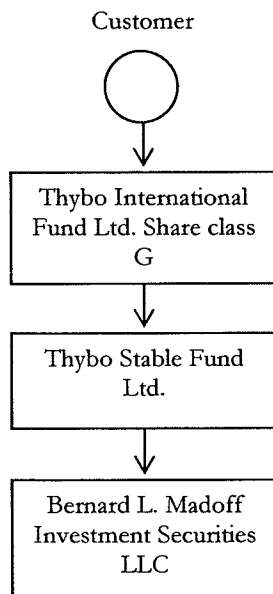 Customer
Thybo International
Fund Ltd. Share class
G
Thybo Stable Fund
Ltd.
Bernard L. Madoff
Investment Securities
LLC